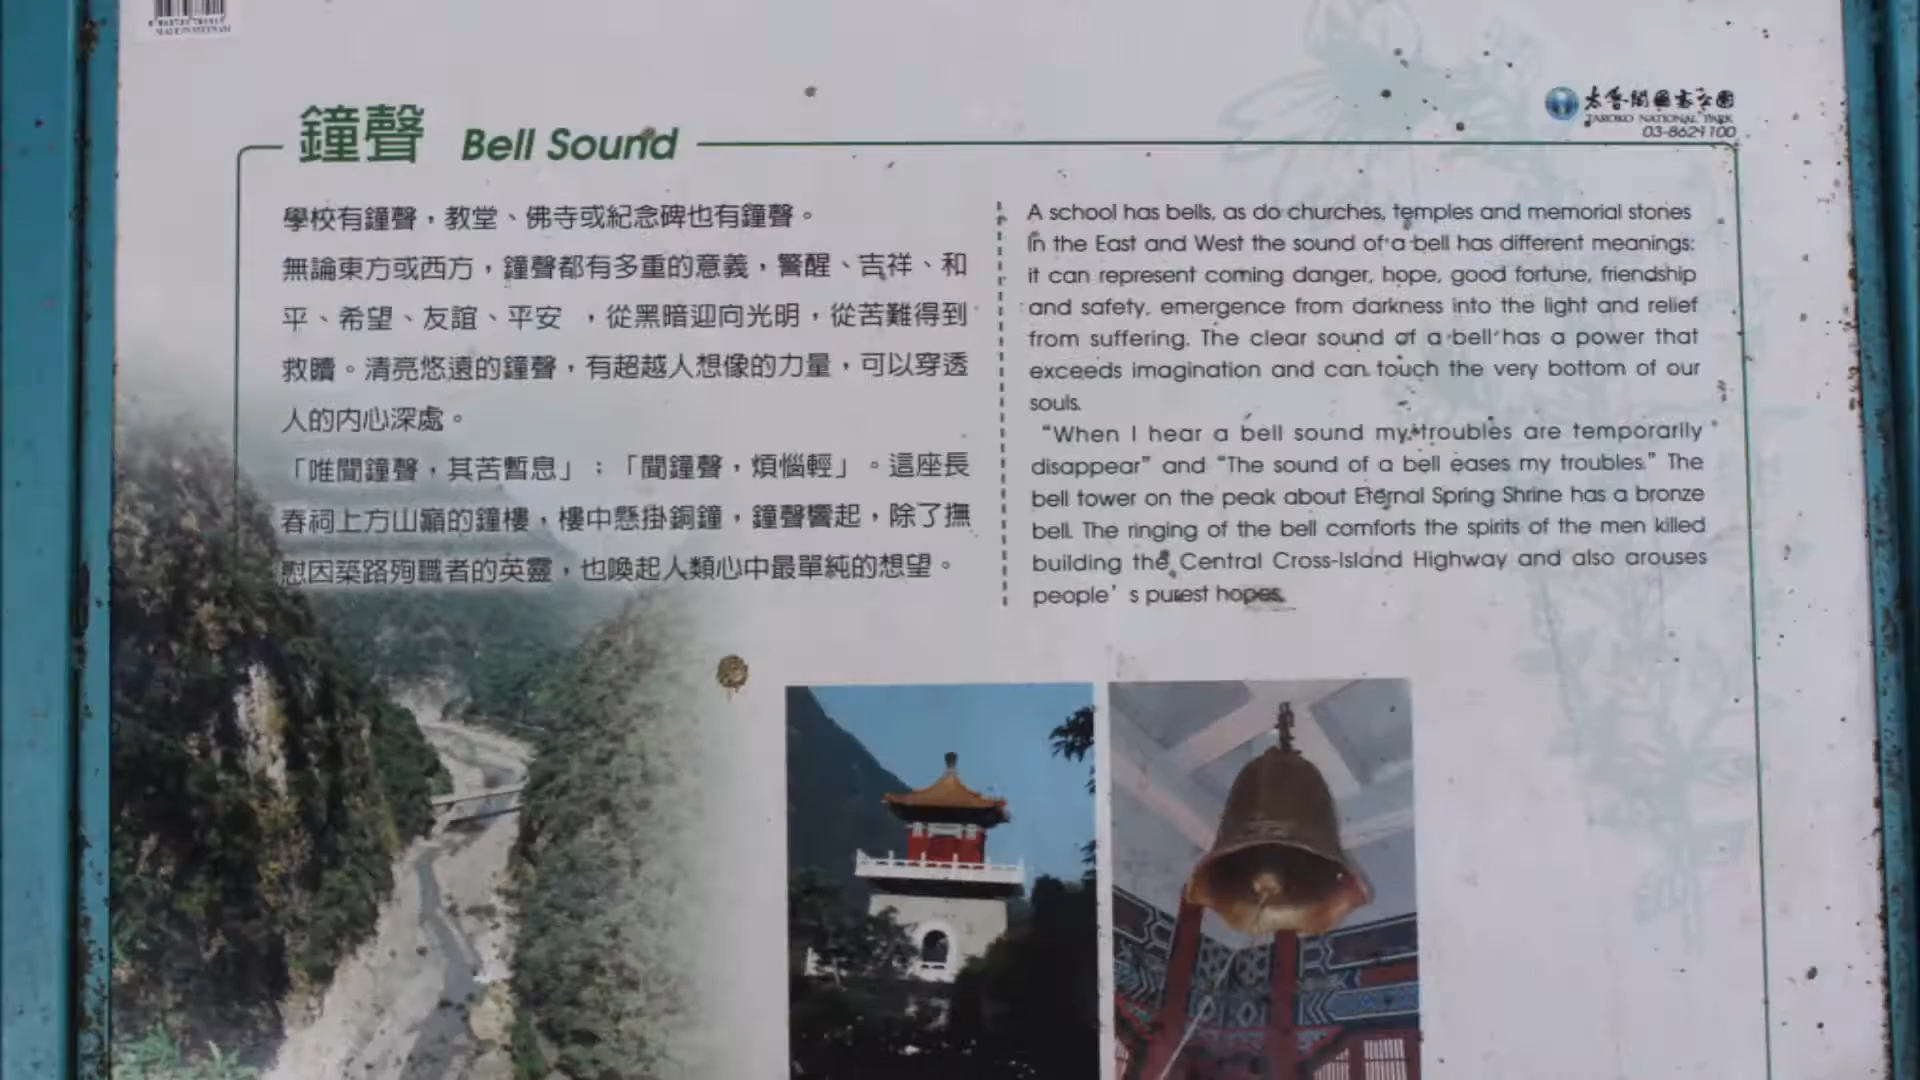 MADE IN VIETNAM
太魯閣國家公園
TAROKO NATIONAL PARK
03-8621100
鐘聲 Bell Sound
學校有鐘聲，教堂、佛寺或紀念碑也有鐘聲。
無論東方或西方，鐘聲都有多重的意義，警醒、吉祥、和
平、希望、友誼、平安 ，從黑暗迎向光明，從苦難得到
救贖。清亮悠遠的鐘聲，有超越人想像的力量，可以穿透
人的內心深處。
「唯聞鐘聲，其苦暫息」；「聞鐘聲，煩惱輕」。這座長
春祠上方山巔的鐘樓，樓中懸掛銅鐘，鐘聲響起，除了撫
慰因築路殉職者的英靈，也喚起人類心中最單純的想望。
A school has bells, as do churches, temples and memorial stories
In the East and West the sound of a bell has different meanings:
it can represent coming danger, hope, good fortune, friendship
and safety, emergence from darkness into the light and relief
from suffering. The clear sound of a bell has a power that
exceeds imagination and can touch the very bottom of our
souls.
“When I hear a bell sound my troubles are temporarily
disappear” and “The sound of a bell eases my troubles.” The
bell tower on the peak about Eternal Spring Shrine has a bronze
bell. The ringing of the bell comforts the spirits of the men killed
building the Central Cross-Island Highway and also arouses
people’s purest hopes.